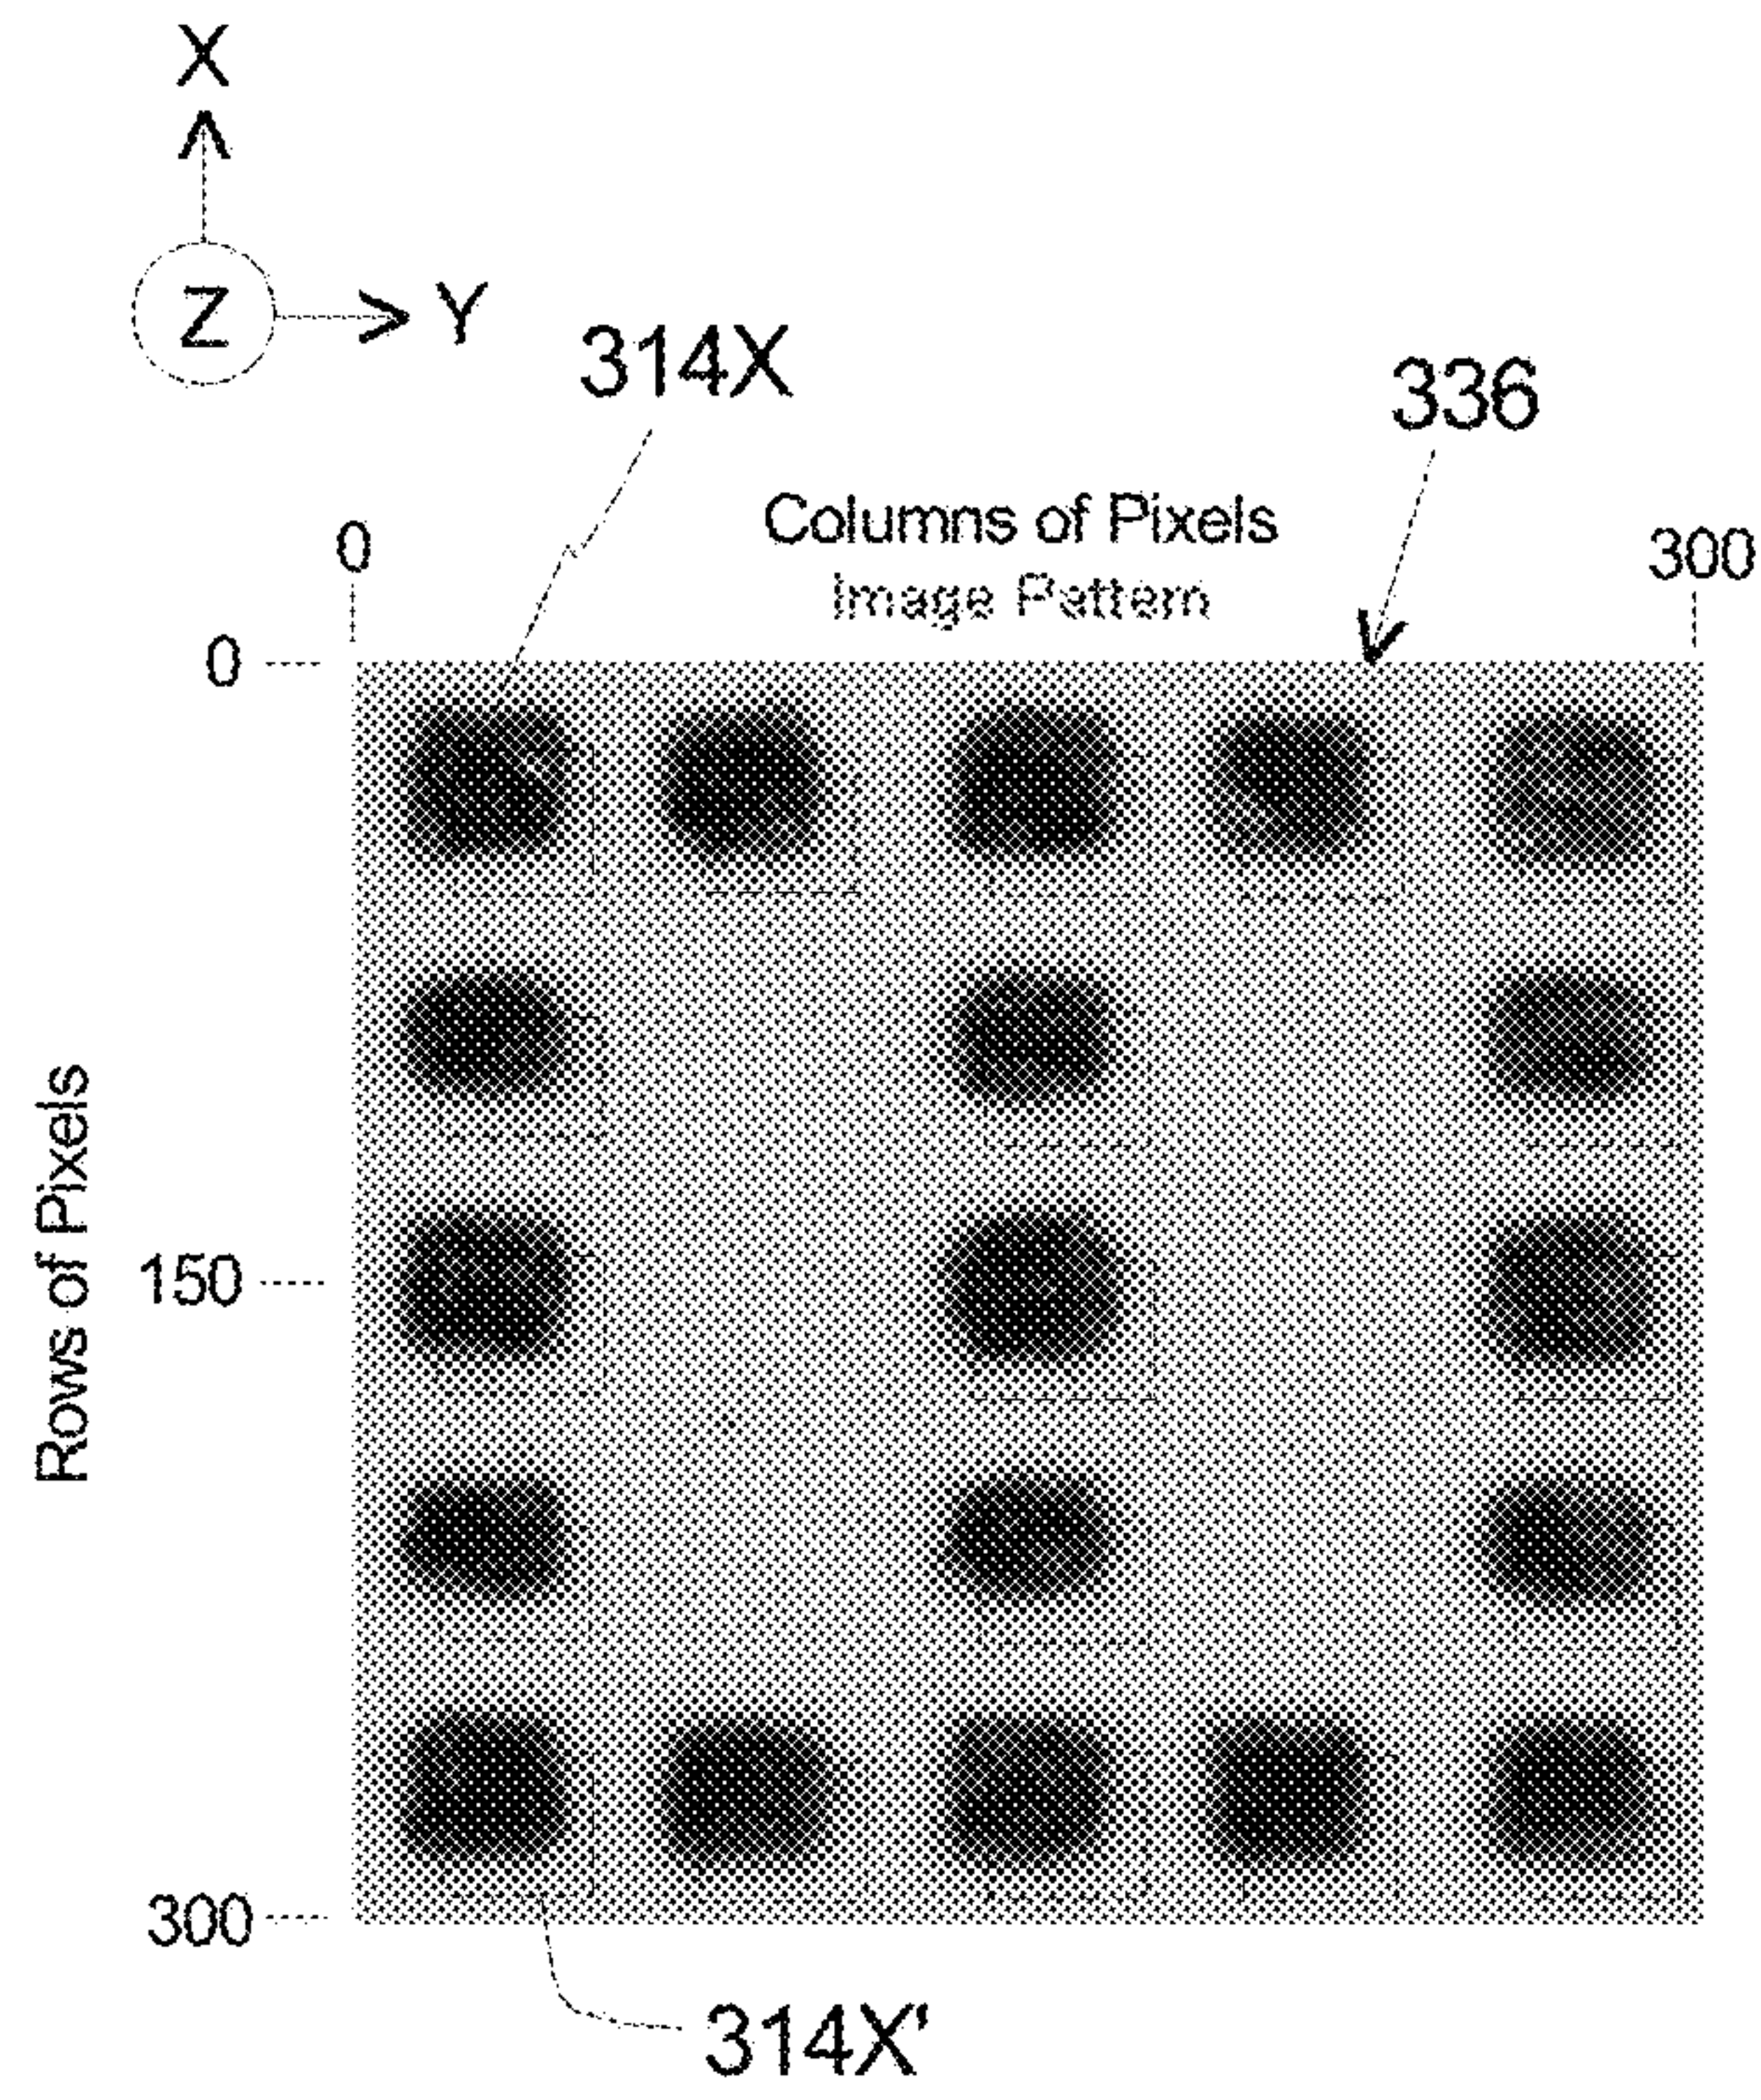 X
Z
Y
314X
336
Columns of Pixels
0
300
Image Pattern
0
Rows of Pixels
150
300
314X'